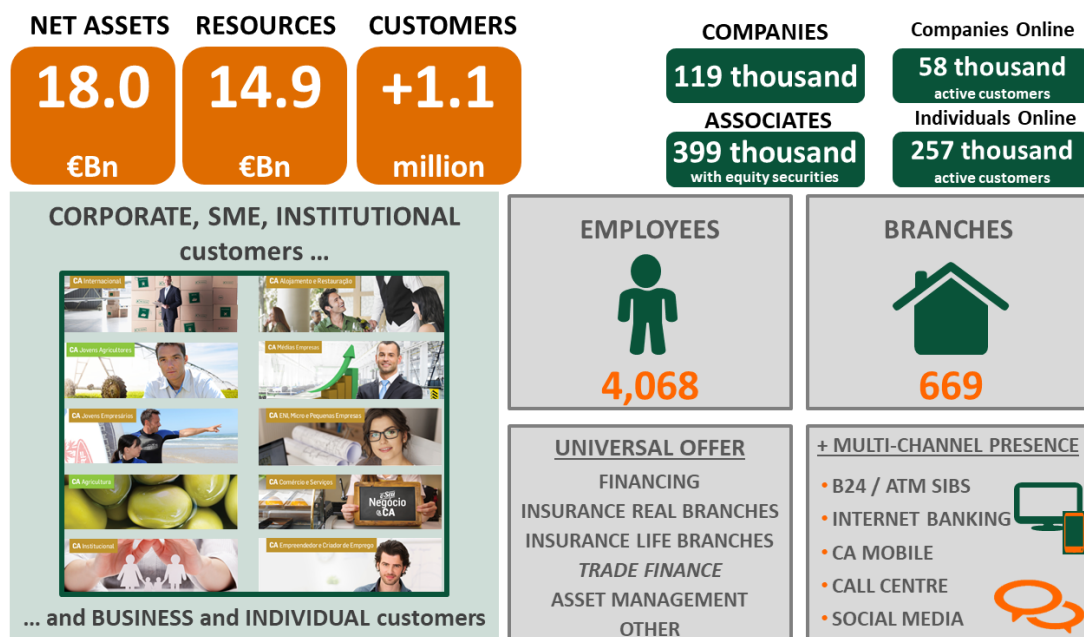 NET ASSETS
18.0
€Bn
RESOURCES
14.9
€Bn
CUSTOMERS
+1.1
million
COMPANIES
119 thousand
Companies Online
58 thousand
active customers
ASSOCIATES
399 thousand
with equity securities
Individuals Online
257 thousand
active customers
CORPORATE, SME, INSTITUTIONAL
customers ...
CA Internacional
CA Alojamento e Restauração
CA Jovens Agricultores
CA Médias Empresas
CA Jovens Empresários
CA ENI, Micro e Pequenas Empresas
CA Agricultura
CA Comércio e Serviços
Negócio
CA
CA Institucional
CA Empreendedor e Criador de Emprego
... and BUSINESS and INDIVIDUAL customers
EMPLOYEES
4,068
BRANCHES
669
UNIVERSAL OFFER
FINANCING
INSURANCE REAL BRANCHES
INSURANCE LIFE BRANCHES
TRADE FINANCE
ASSET MANAGEMENT
OTHER
+ MULTI-CHANNEL PRESENCE
• B24 / ATM SIBS
• INTERNET BANKING
• CA MOBILE
• CALL CENTRE
• SOCIAL MEDIA